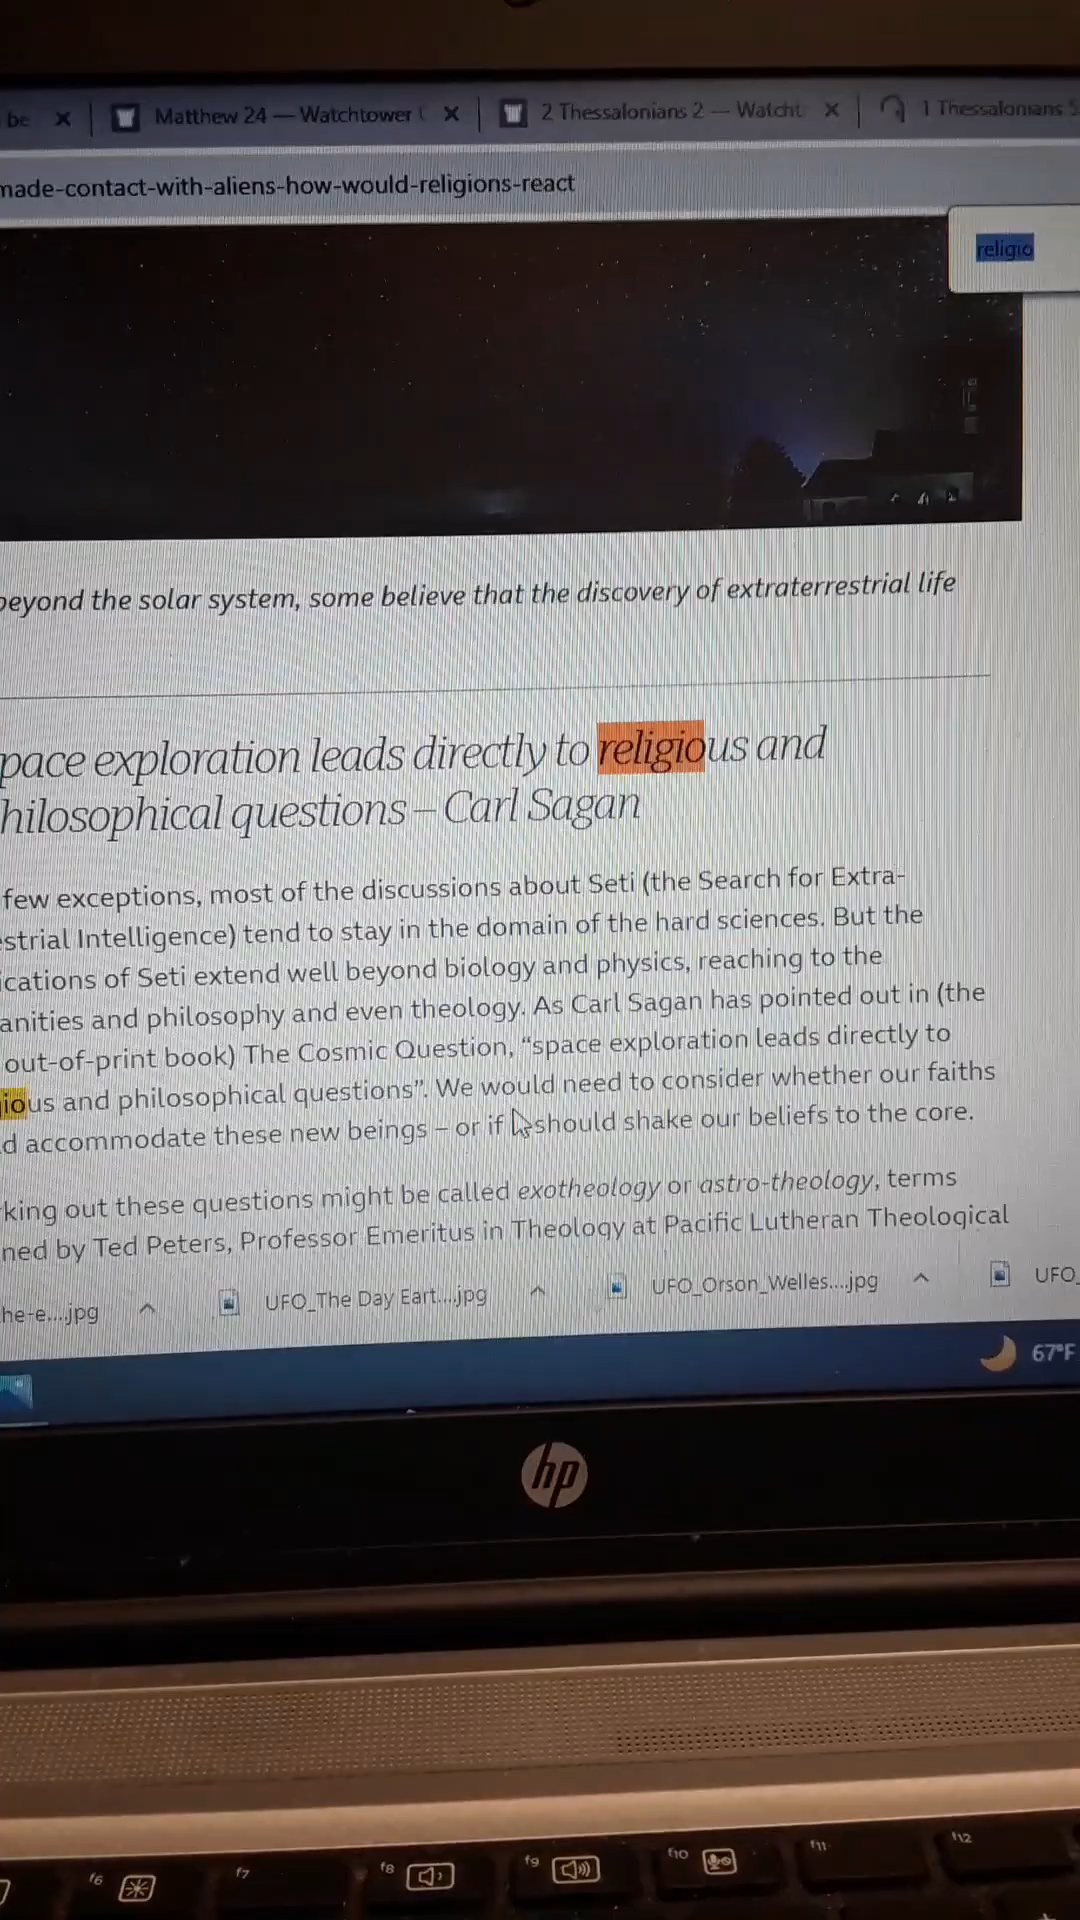 be
Matthew 24 — Watchtower
2 Thessalonians 2 — Watcht
1 Thessalonians 5
made-contact-with-aliens-how-would-religions-react
religio
beyond the solar system, some believe that the discovery of extraterrestrial life
pace exploration leads directly to religious and
hilosophical questions – Carl Sagan
few exceptions, most of the discussions about Seti (the Search for Extra-
estrial Intelligence) tend to stay in the domain of the hard sciences. But the
ications of Seti extend well beyond biology and physics, reaching to the
anities and philosophy and even theology. As Carl Sagan has pointed out in (the
out-of-print book) The Cosmic Question, “space exploration leads directly to
gious and philosophical questions”. We would need to consider whether our faiths
d accommodate these new beings – or if should shake our beliefs to the core.
king out these questions might be called exotheology or astro-theology, terms
ned by Ted Peters, Professor Emeritus in Theology at Pacific Lutheran Theological
he-e....jpg
UFO_The Day Eart....jpg
UFO_Orson_Welles....jpg
UFO_
67°F
hp
f6
f7
f8
f9
f10
f11
f12